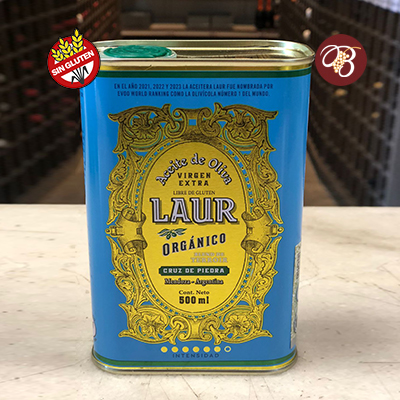 SIN GLUTEN
B
EN EL AÑO 2021, 2022 Y 2023 LA ACEITERA LAUR FUE NOMBRADA POR
EVOO WORLD RANKING COMO LA OLIVÍCOLA NÚMERO 1 DEL MUNDO.
Aceite de Oliva
VIRGEN
EXTRA
LIBRE DE GLUTEN
LAUR
ORGÁNICO
CRUZ DE PIEDRA
Mendoza - Argentina
Cont. Neto
500 ml
INTENSIDAD